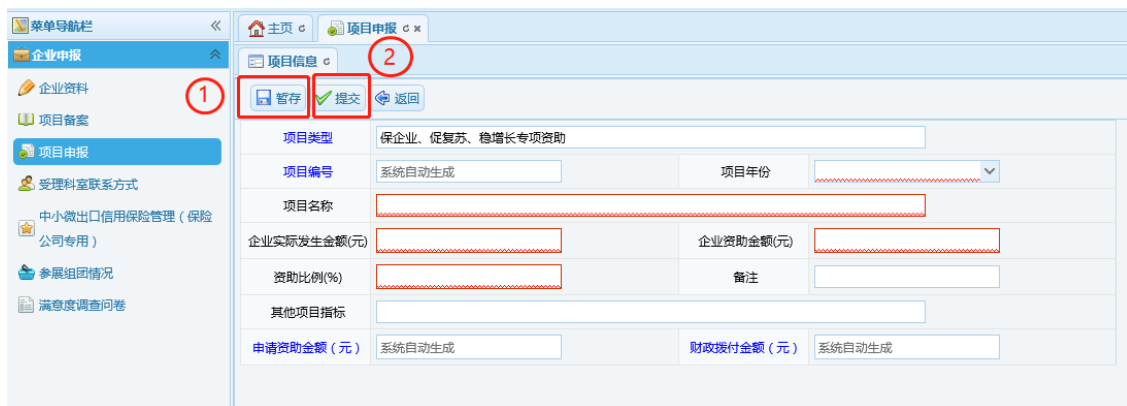 菜单导航栏
主页
项目申报
企业申报
项目信息
2
企业资料
1
暂存
提交
返回
项目备案
项目类型
保企业、促复苏、稳增长专项资助
项目申报
项目编号
系统自动生成
项目年份
受理科室联系方式
项目名称
中小微出口信用保险管理（保险
公司专用）
企业实际发生金额(元)
企业资助金额(元)
参展组团情况
资助比例(%)
备注
满意度调查问卷
其他项目指标
申请资助金额（元）
系统自动生成
财政拨付金额（元）
系统自动生成